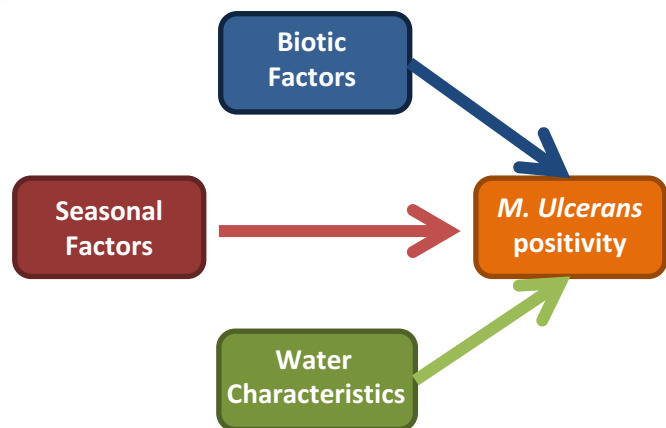 Biotic
Factors
Seasonal
Factors
M. Ulcerans
positivity
Water
Characteristics